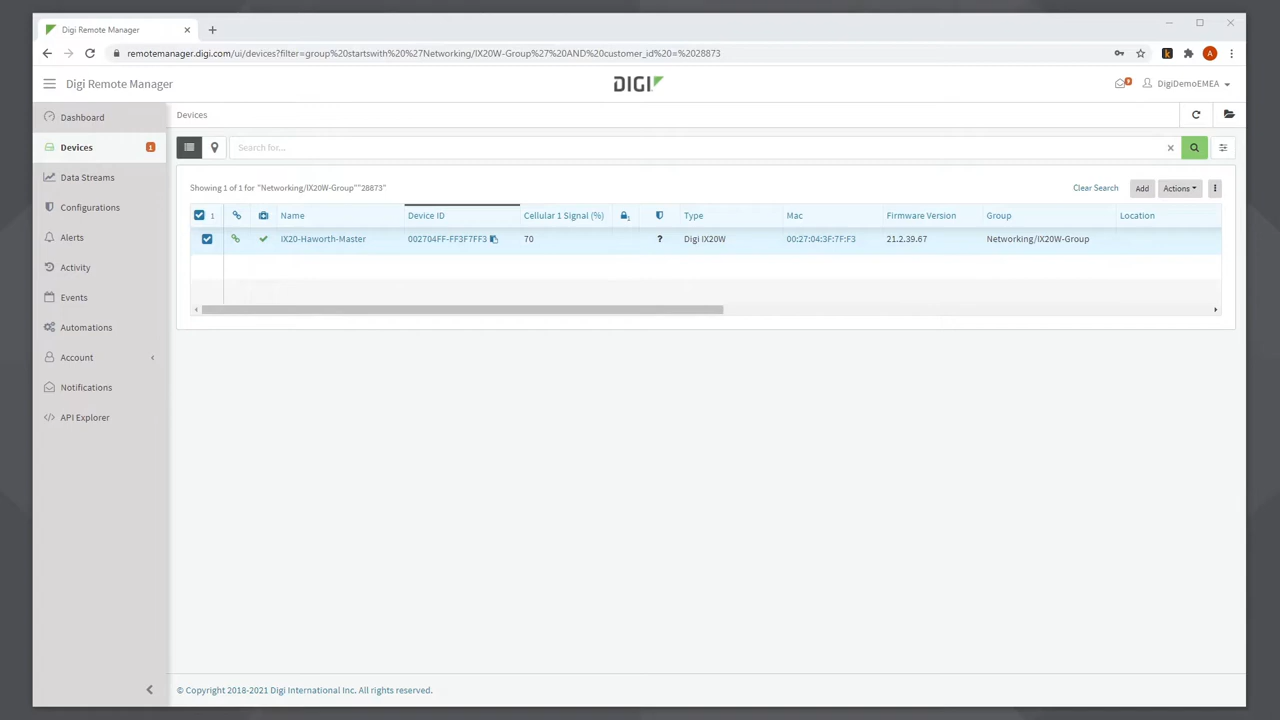 Digi Remote Manager
remotemanager.digi.com/ui/devices?filter=group%20startswith%20%27Networking/IX20W-Group%27%20AND%20customer_id%20=%2028873
A
Digi Remote Manager
DIGI
DigiDemoEMEA
Dashboard
Devices
1
Data Streams
Configurations
Alerts
Activity
Events
Automations
Account
Notifications
API Explorer
Devices
Search for...
Showing 1 of 1 for "Networking/IX20W-Group""28873"
Clear Search
Add
Actions
1 Name Device ID Cellular 1 Signal (%) Type Mac Firmware Version Group Location
IX20-Haworth-Master 002704FF-FF3F7FF3 70 ? Digi IX20W 00:27:04:3F:7F:F3 21.2.39.67 Networking/IX20W-Group
© Copyright 2018-2021 Digi International Inc. All rights reserved.